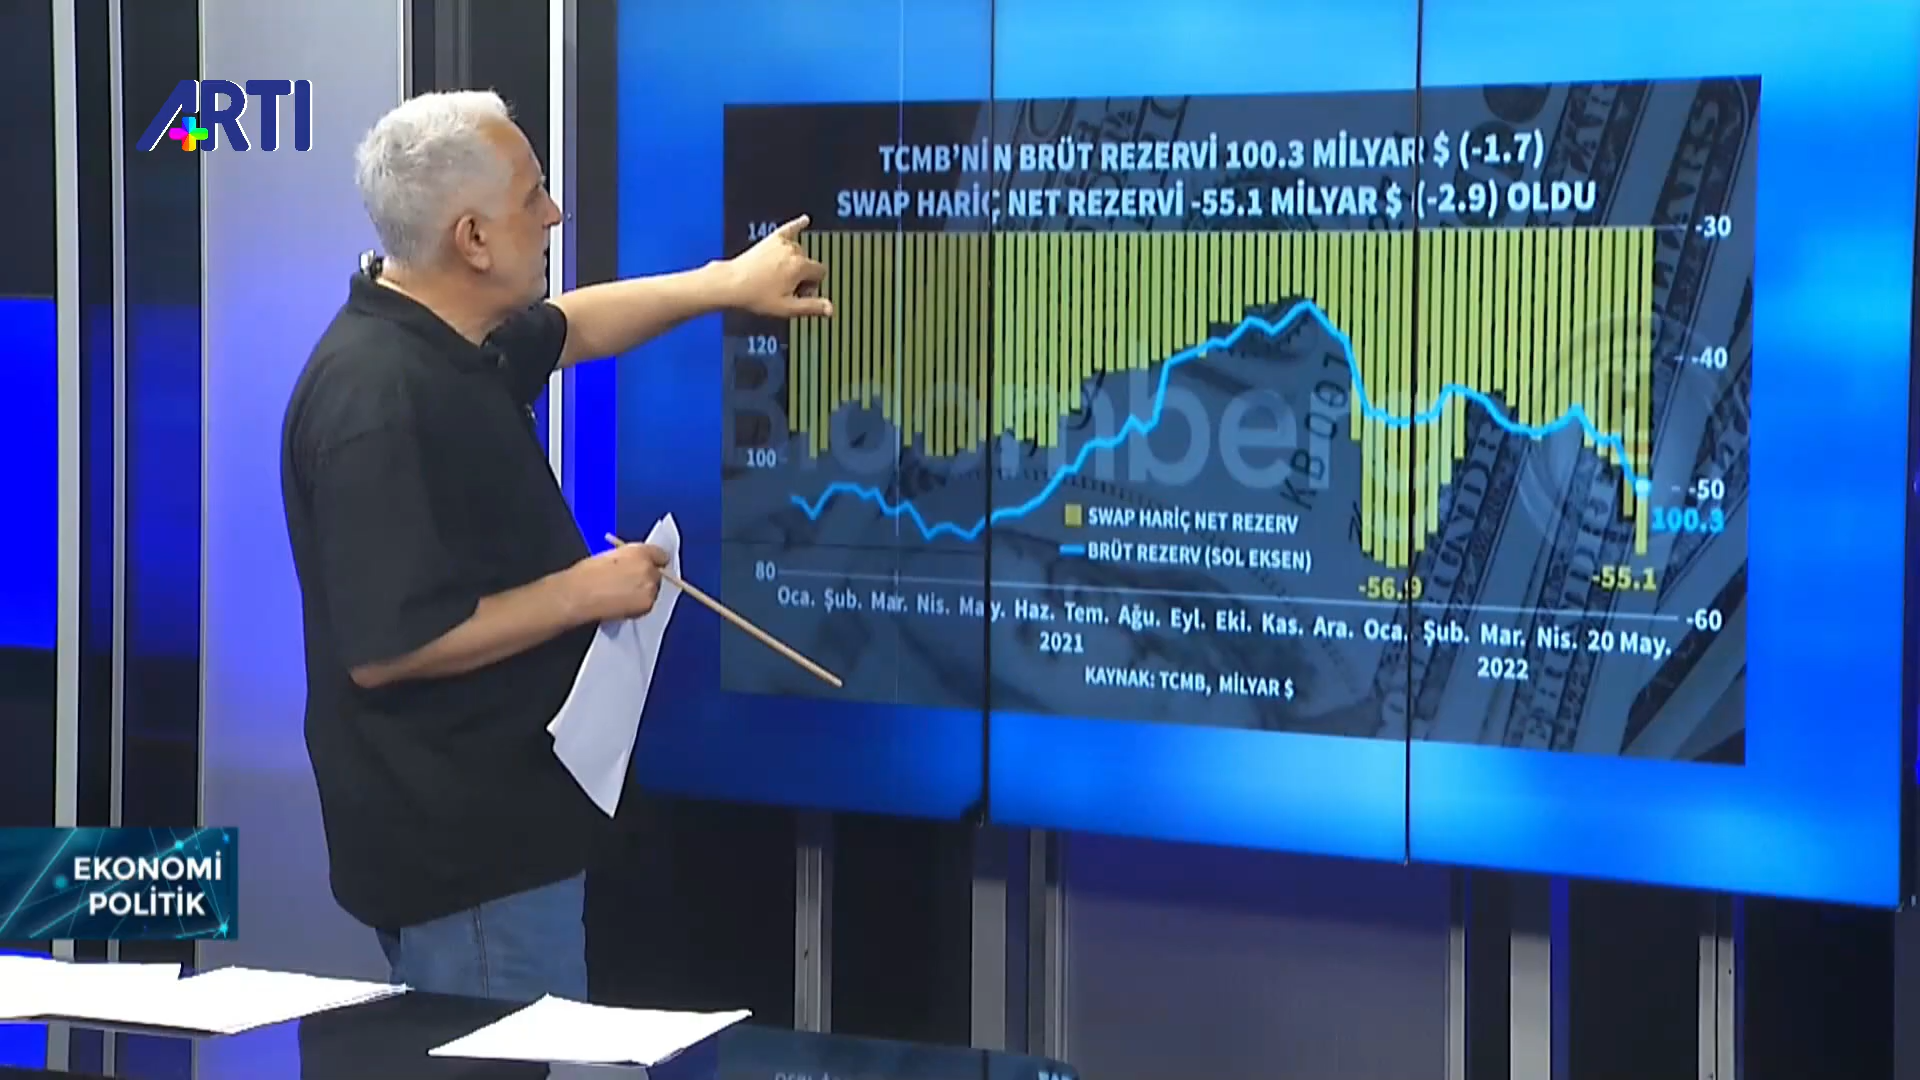 ARTI
TCMB'NİN BRÜT REZERVİ 100.3 MİLYAR $ (-1.7)
SWAP HARİÇ NET REZERVİ -55.1 MİLYAR $ (-2.9) OLDU
140
-30
120
-40
100
-50
100.3
80
-60
Bloomberg
SWAP HARİÇ NET REZERV
BRÜT REZERV (SOL EKSEN)
-56.9
-55.1
Oca. Şub. Mar. Nis. May. Haz. Tem. Ağu. Eyl. Eki. Kas. Ara. Oca. Şub. Mar. Nis. 20 May.
2021
2022
KAYNAK: TCMB, MİLYAR $
EKONOMİ
POLİTİK